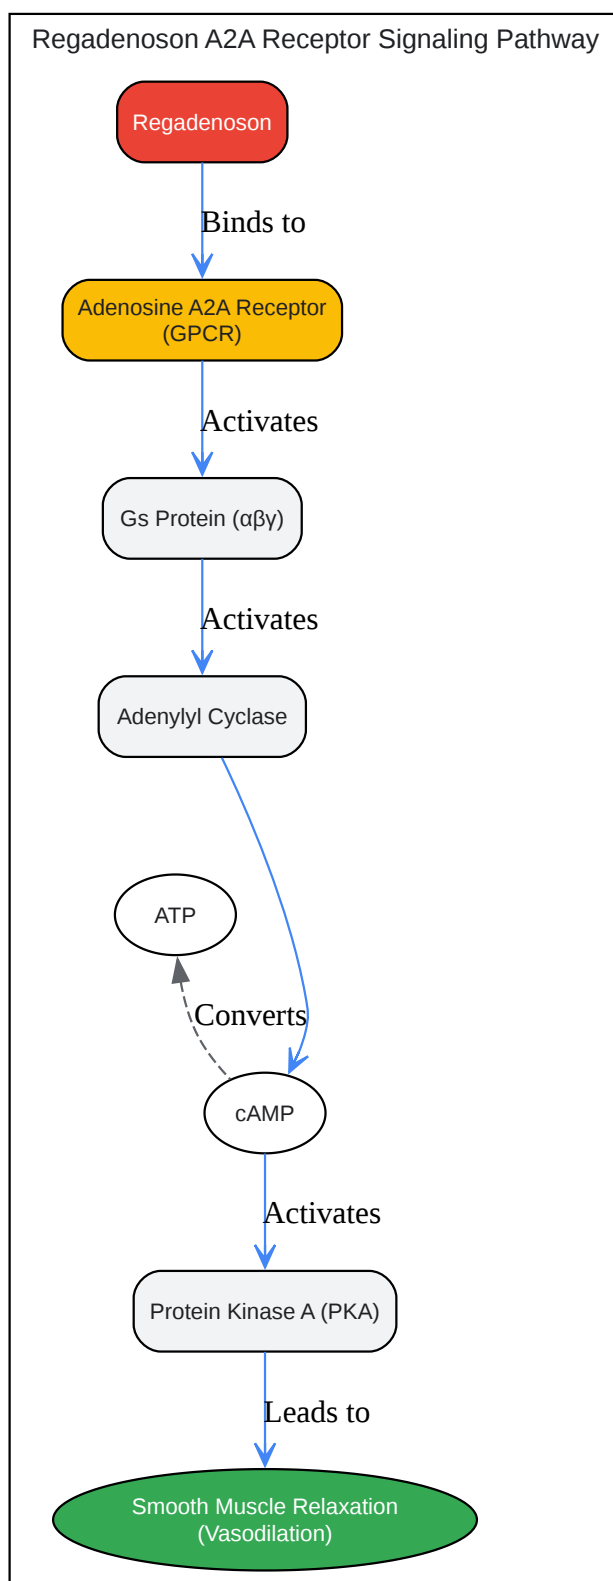 Regadenoson A2A Receptor Signaling Pathway
Regadenoson
Binds to
Adenosine A2A Receptor
(GPCR)
Activates
Gs Protein (αβγ)
Activates
Adenylyl Cyclase
ATP
Converts
cAMP
Activates
Protein Kinase A (PKA)
Leads to
Smooth Muscle Relaxation
(Vasodilation)